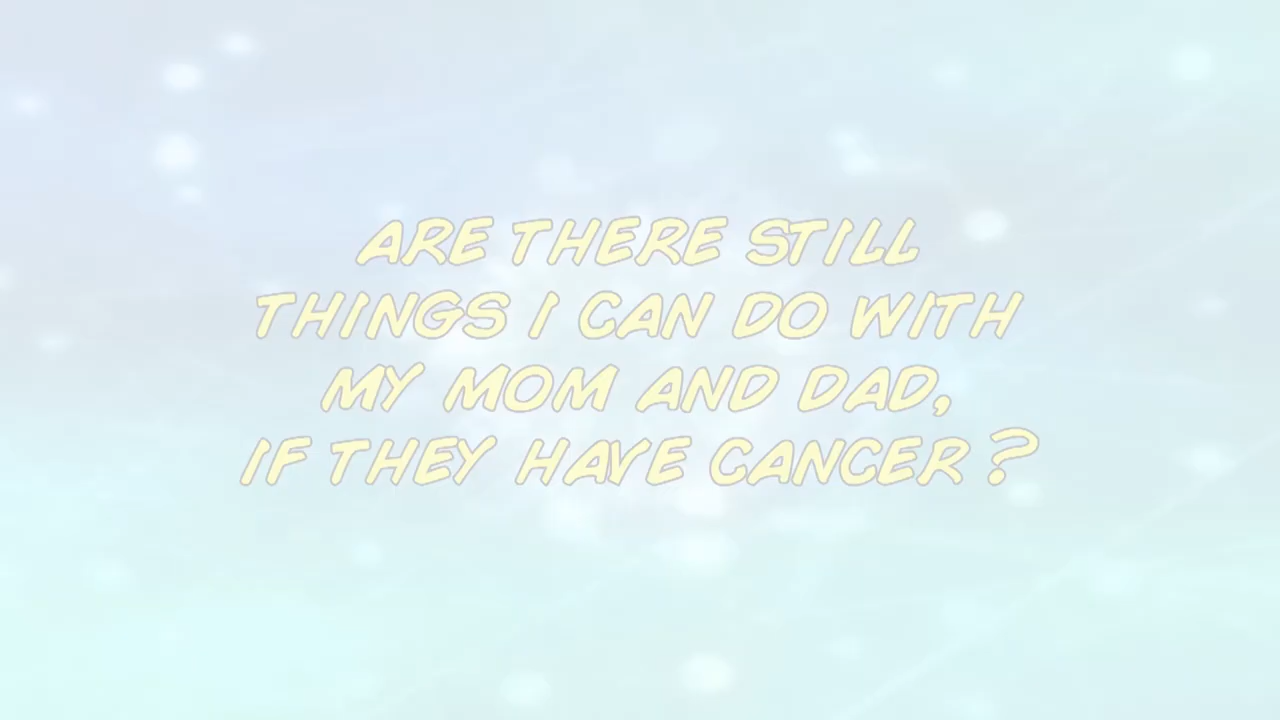 ARE THERE STILL
THINGS I CAN DO WITH
MY MOM AND DAD,
IF THEY HAVE CANCER?